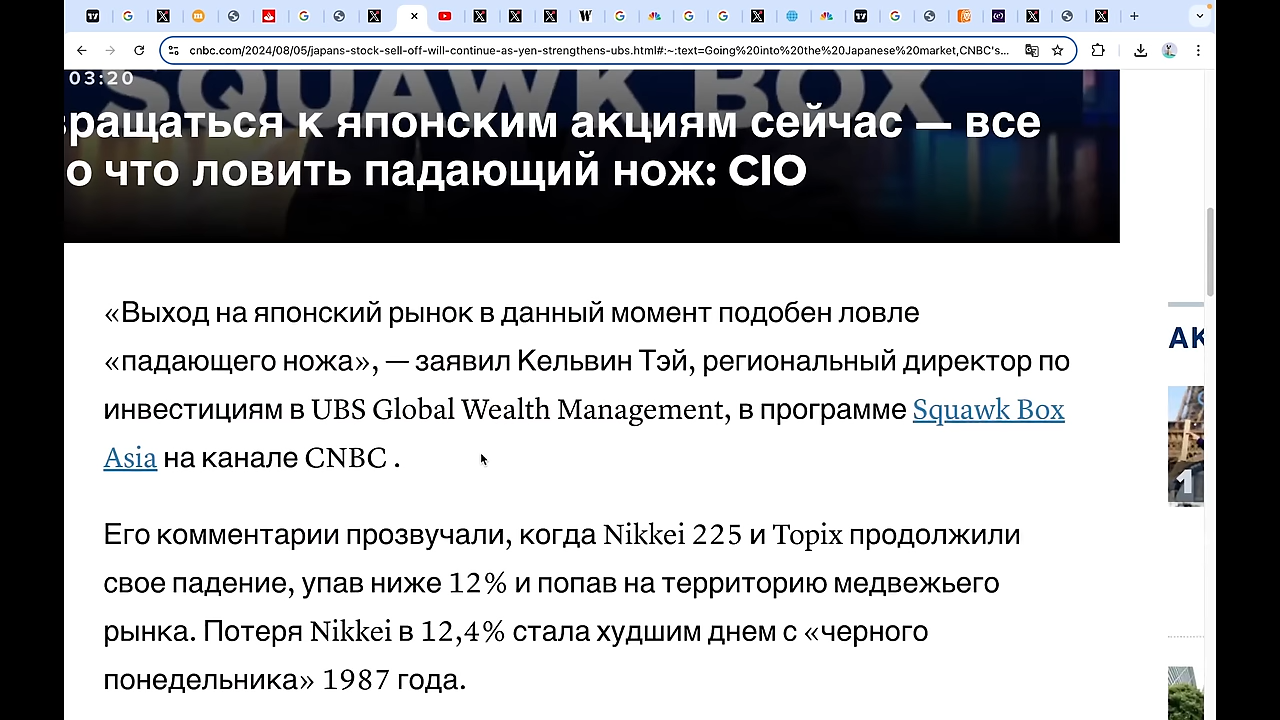 cnbc.com/2024/08/05/japans-stock-sell-off-will-continue-as-yen-strengthens-ubs.html#:~:text=Going%20into%20the%20Japanese%20market,CNBC's...
03:20
SQUAWK BOX
вращаться к японским акциям сейчас — все
о что ловить падающий нож: CIO
«Выход на японский рынок в данный момент подобен ловле
«падающего ножа», — заявил Кельвин Тэй, региональный директор по
инвестициям в UBS Global Wealth Management, в программе Squawk Box
Asia на канале CNBC .
Его комментарии прозвучали, когда Nikkei 225 и Topix продолжили
свое падение, упав ниже 12% и попав на территорию медвежьего
рынка. Потеря Nikkei в 12,4% стала худшим днем с «черного
понедельника» 1987 года.
АК
1